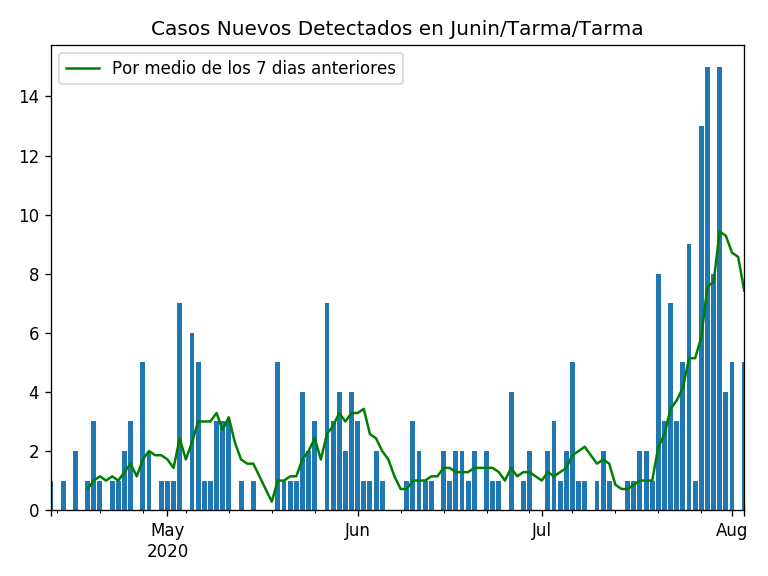 Casos Nuevos Detectados en Junin/Tarma/Tarma
Por medio de los 7 dias anteriores
14
12
10
8
6
4
2
0
May
2020
Jun
Jul
Aug